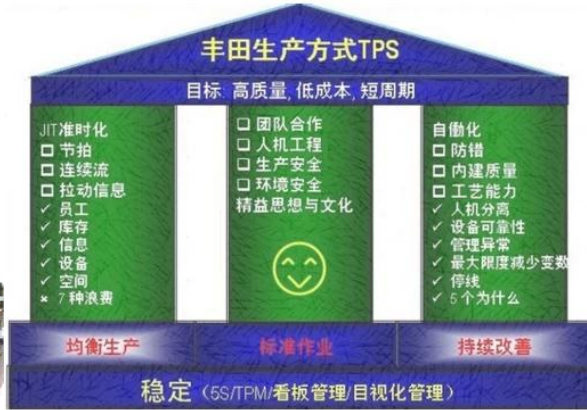 丰田生产方式TPS
目标: 高质量, 低成本, 短周期
JIT准时化
□ 节拍
□ 连续流
□ 拉动信息
✓ 员工
✓ 库存
✓ 信息
✓ 设备
✓ 空间
× 7 种浪费
□ 团队合作
□ 人机工程
□ 生产安全
□ 环境安全
精益思想与文化
自働化
□ 防错
□ 内建质量
□ 工艺能力
✓ 人机分离
✓ 设备可靠性
✓ 管理异常
✓ 最大限度减少变数
✓ 停线
✓ 5 个为什么
均衡生产
标准作业
持续改善
稳定（5S/TPM/看板管理/目视化管理）